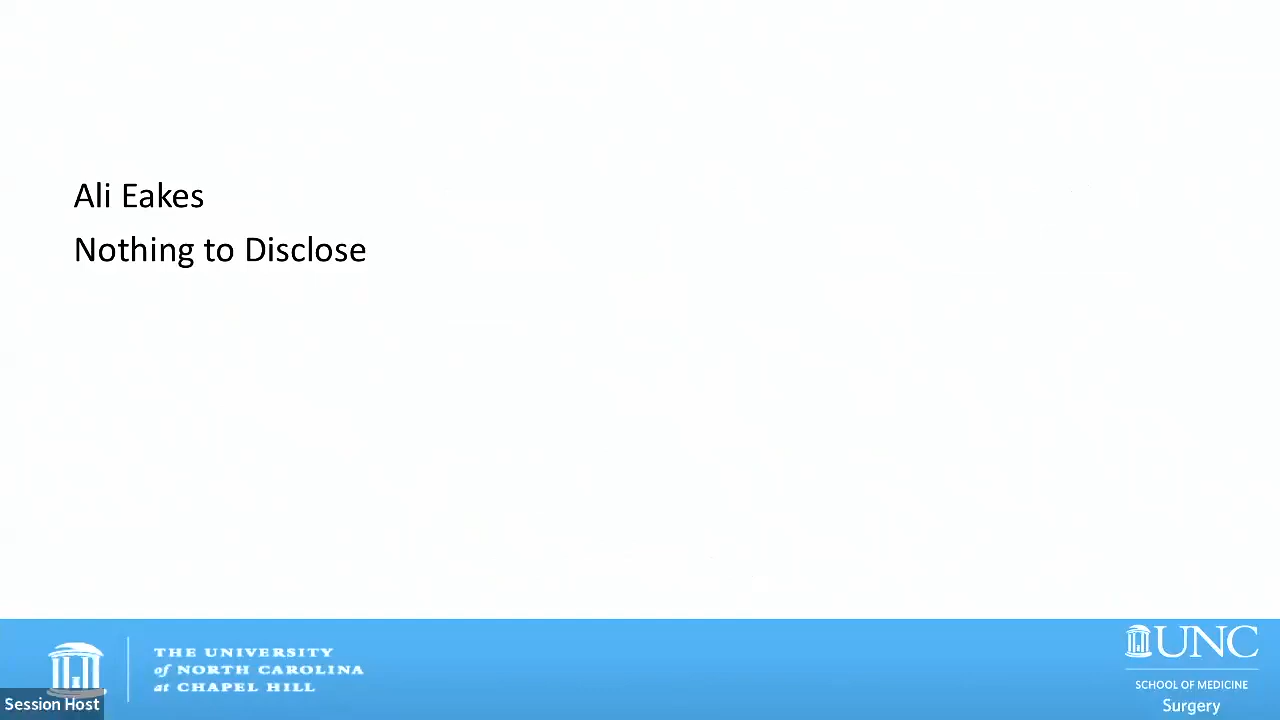 Ali Eakes
Nothing to Disclose
THE UNIVERSITY
of NORTH CAROLINA
at CHAPEL HILL
Session Host
UNC
SCHOOL OF MEDICINE
Surgery